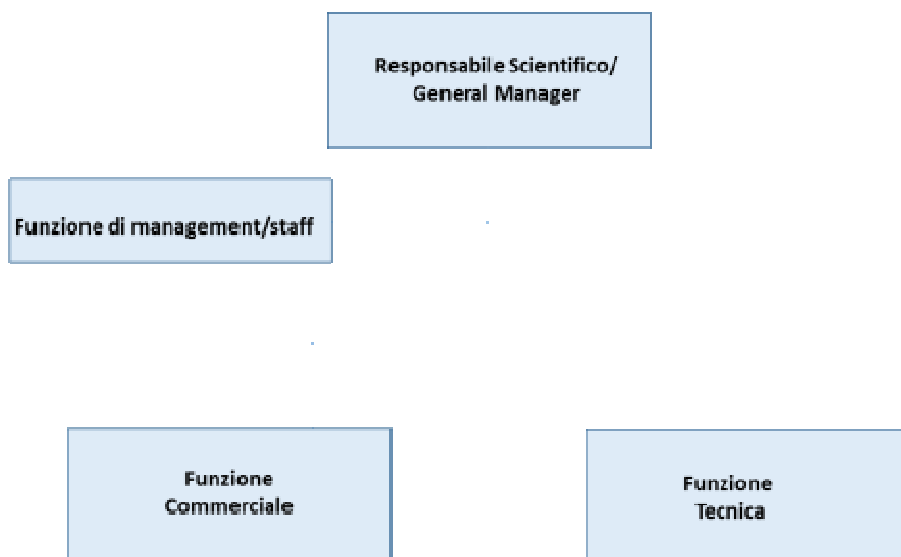 Responsabile Scientifico/
General Manager
Funzione di management/staff
Funzione
Commerciale
Funzione
Tecnica